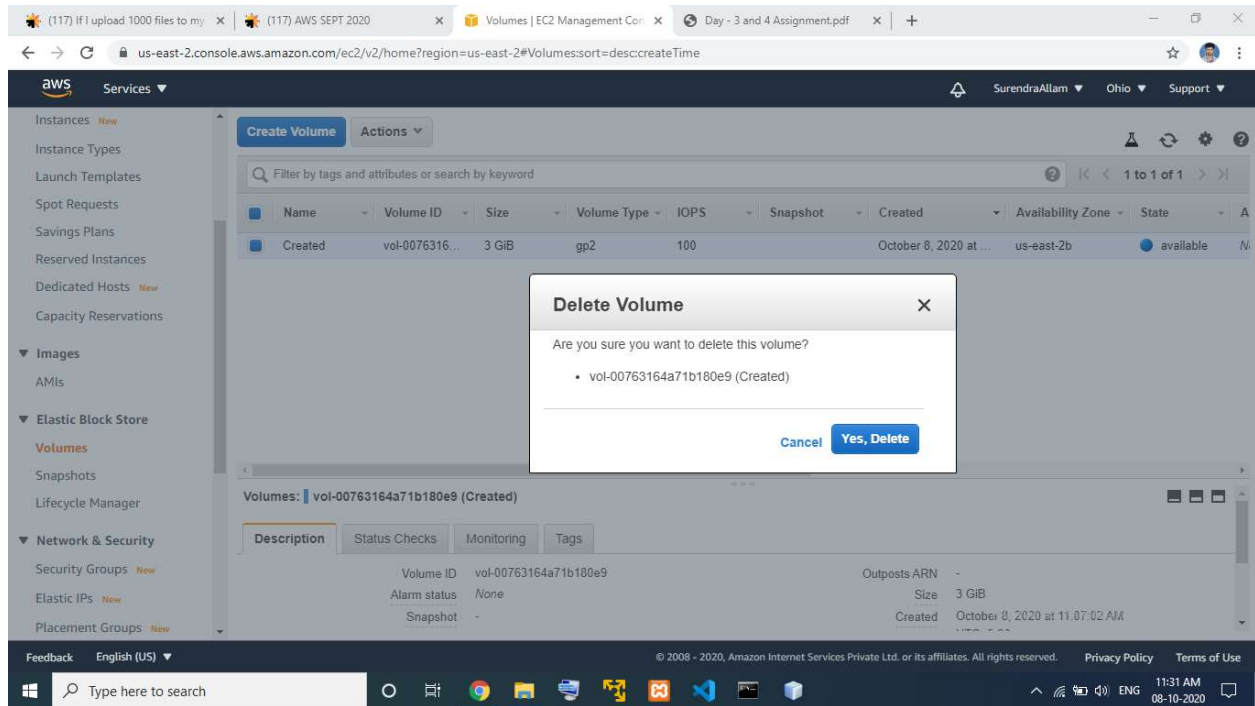 (117) If I upload 1000 files to my
(117) AWS SEPT 2020
Volumes | EC2 Management Con
Day - 3 and 4 Assignment.pdf
us-east-2.console.aws.amazon.com/ec2/v2/home?region=us-east-2#Volumes:sort=desc:createTime
aws
Services
SurendraAllam
Ohio
Support
Instances New
Instance Types
Launch Templates
Spot Requests
Savings Plans
Reserved Instances
Dedicated Hosts New
Capacity Reservations
Images
AMIs
Elastic Block Store
Volumes
Snapshots
Lifecycle Manager
Network & Security
Security Groups New
Elastic IPs New
Placement Groups New
Create Volume
Actions
Filter by tags and attributes or search by keyword
1 to 1 of 1
Name Volume ID Size Volume Type IOPS Snapshot Created Availability Zone State A
Created vol-0076316... 3 GiB gp2 100 October 8, 2020 at ... us-east-2b available
Delete Volume
Are you sure you want to delete this volume?
• vol-00763164a71b180e9 (Created)
Cancel
Yes, Delete
Volumes: vol-00763164a71b180e9 (Created)
Description Status Checks Monitoring Tags
Volume ID vol-00763164a71b180e9
Outposts ARN -
Alarm status None
Size 3 GiB
Snapshot -
Created October 8, 2020 at 11:07:02 AM
Feedback
English (US)
© 2008 - 2020, Amazon Internet Services Private Ltd. or its affiliates. All rights reserved.
Privacy Policy
Terms of Use
Type here to search
ENG
11:31 AM
08-10-2020